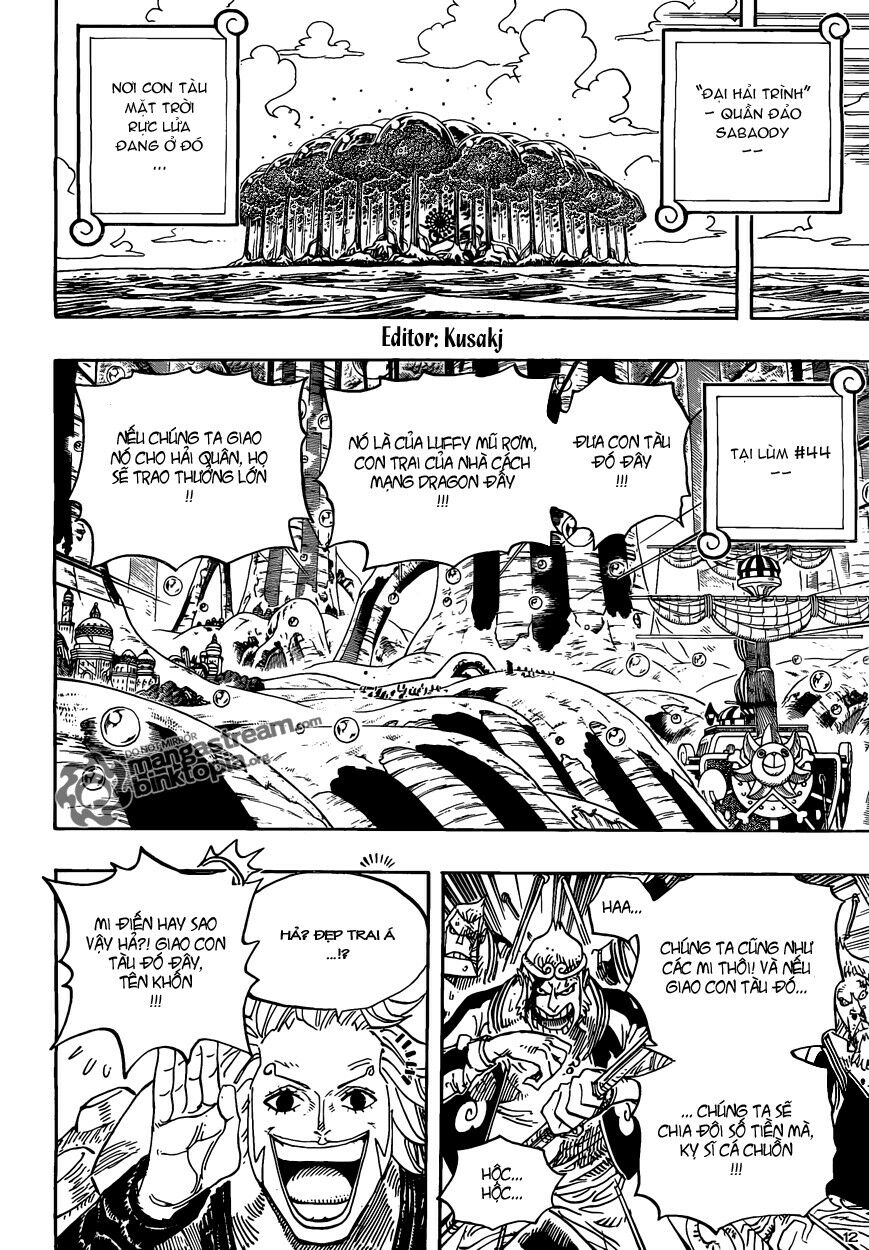 "ĐẠI HẢI TRÌNH"
- QUẦN ĐẢO
SABAODY
--
NƠI CON TÀU
MẶT TRỜI
RỰC LỬA
ĐANG Ở ĐÓ
...
Editor: Kusakj
TẠI LÙM #44
--
ĐƯA CON TÀU
ĐÓ ĐÂY
!!!
NÓ LÀ CỦA LUFFY MŨ RƠM,
CON TRAI CỦA NHÀ CÁCH
MẠNG DRAGON ĐẤY
!!!
NẾU CHÚNG TA GIAO
NÓ CHO HẢI QUÂN, HỌ
SẼ TRAO THƯỞNG LỚN
!!
DO NOT MIRROR
mangastream.com
binktopia.org
HAA...
CHÚNG TA CŨNG NHƯ
CÁC MI THÔI! VÀ NẾU
GIAO CON TÀU ĐÓ...
... CHÚNG TA SẼ
CHIA ĐÔI SỐ TIỀN MÀ,
KỴ SĨ CÁ CHUỒN
!!!
HỘC...
HỘC...
HẢ? ĐẸP TRAI Á
...!?
MI ĐIẾN HAY SAO
VẬY HẢ?! GIAO CON
TÀU ĐÓ ĐÂY,
TÊN KHỐN
!!!
12